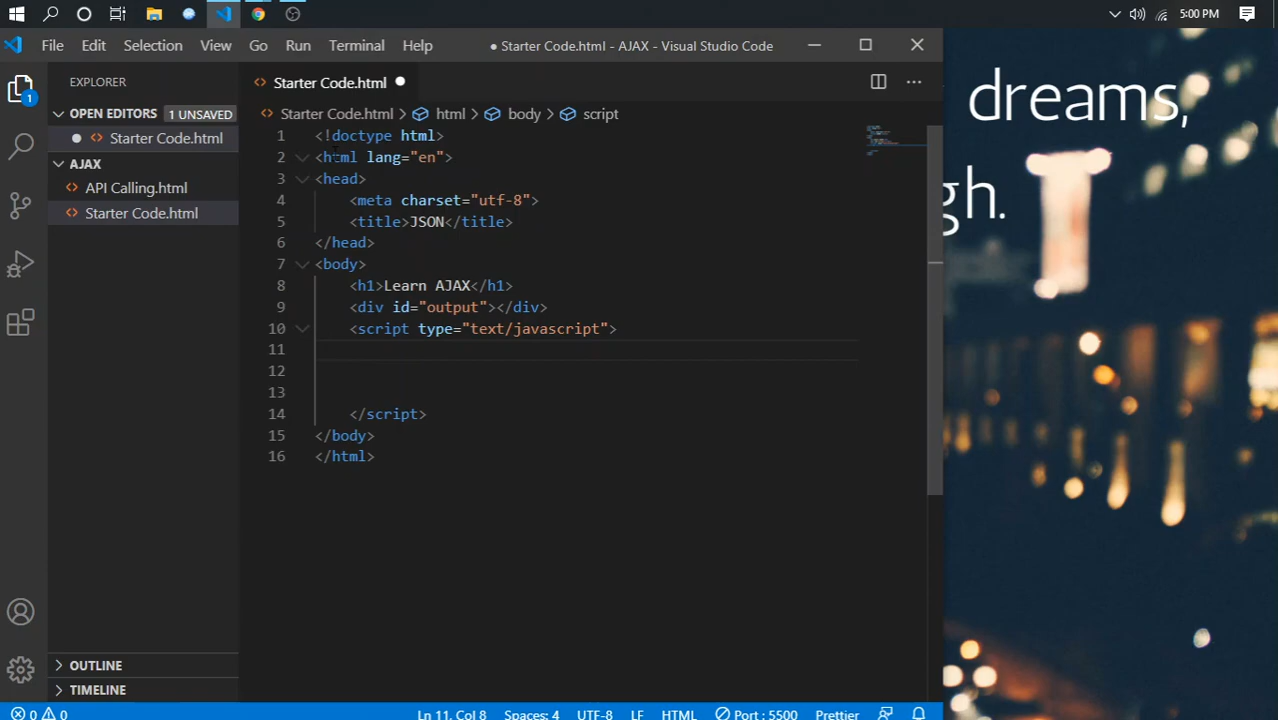 5:00 PM
File Edit Selection View Go Run Terminal Help
● Starter Code.html - AJAX - Visual Studio Code
EXPLORER
OPEN EDITORS 1 UNSAVED
Starter Code.html
AJAX
API Calling.html
Starter Code.html
OUTLINE
TIMELINE
1
Starter Code.html
Starter Code.html > html > body > script
1 <!doctype html>
2 <html lang="en">
3 <head>
4 <meta charset="utf-8">
5 <title>JSON</title>
6 </head>
7 <body>
8 <h1>Learn AJAX</h1>
9 <div id="output"></div>
10 <script type="text/javascript">
11
12
13
14 </script>
15 </body>
16 </html>
0 0 Ln 11, Col 8 Spaces: 4 UTF-8 LF HTML Port : 5500 Prettier
dreams,
gh.